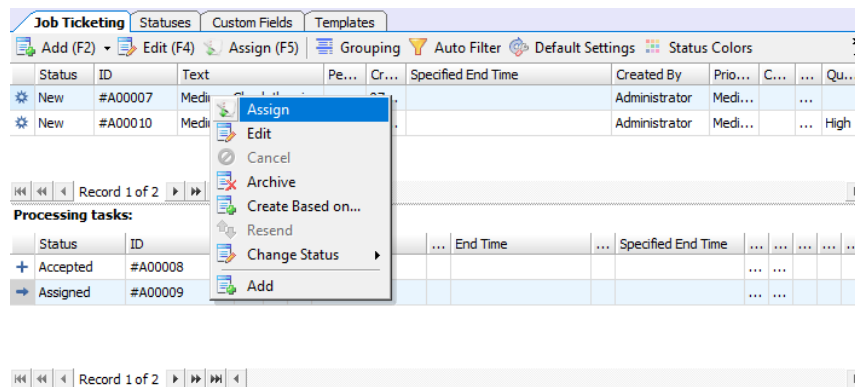 Job Ticketing Statuses Custom Fields Templates
Add (F2) Edit (F4) Assign (F5) Grouping Auto Filter Default Settings Status Colors
Status ID Text Pe... Cr... Specified End Time Created By Prio... C... ... Qu...
New #A00007 Administrator Medi... ...
New #A00010 Administrator Medi... ... High
Assign
Edit
Cancel
Archive
Create Based on...
Resend
Change Status
Add
Record 1 of 2
Processing tasks:
Status ID ... End Time ... Specified End Time ... ... ... ... ...
Accepted #A00008 ... ...
Assigned #A00009 ... ...
Record 1 of 2